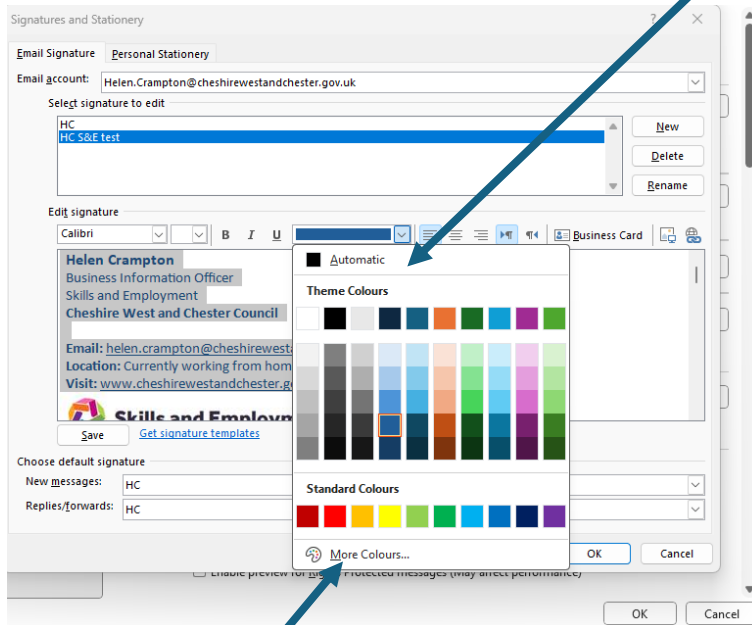 Signatures and Stationery
Email Signature Personal Stationery
Email account: Helen.Crampton@cheshirewestandchester.gov.uk
Select signature to edit
HC
HC S&E test
New
Delete
Rename
Edit signature
Calibri B I U Business Card
Helen Crampton
Business Information Officer
Skills and Employment
Cheshire West and Chester Council
Email: helen.crampton@cheshirewesta
Location: Currently working from hom
Visit: www.cheshirewestandchester.g
Skills and Employm
Automatic
Theme Colours
Standard Colours
More Colours...
Save Get signature templates
Choose default signature
New messages: HC
Replies/forwards: HC
OK Cancel
Enable preview for Protected messages (May affect performance)
OK Cancel